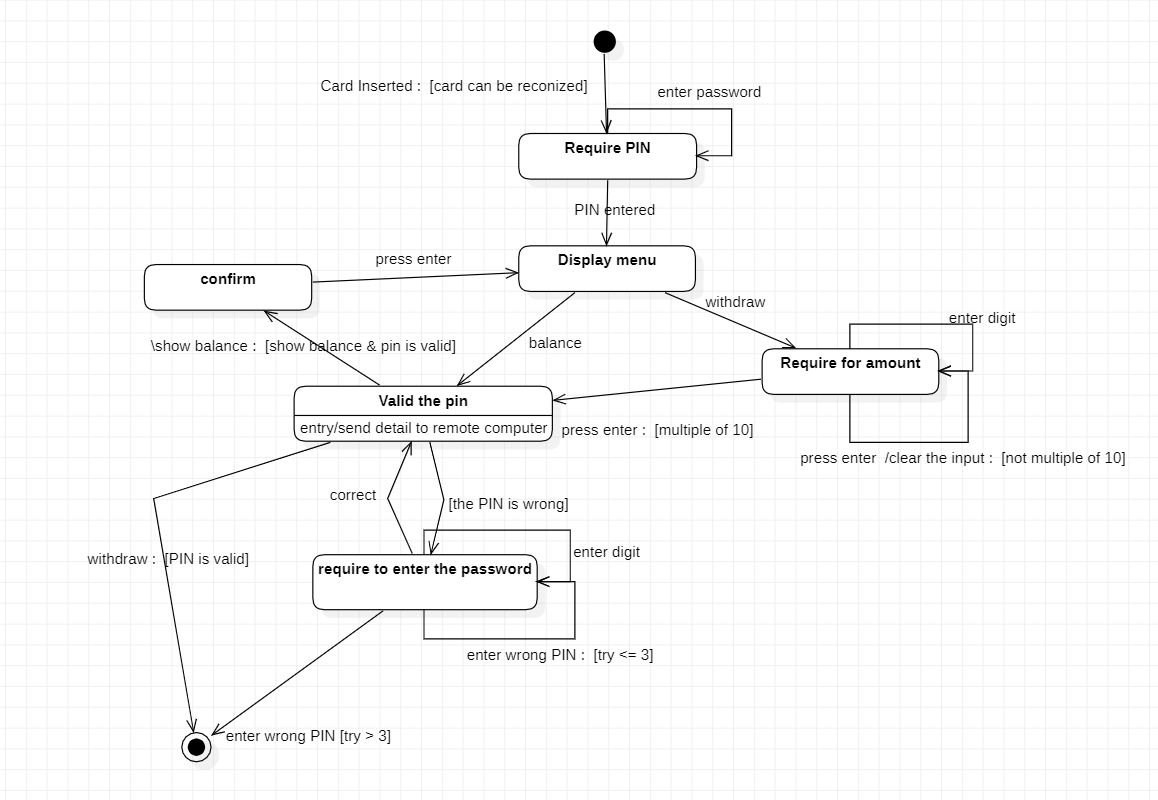 Card Inserted : [card can be reconized]
enter password
Require PIN
PIN entered
Display menu
press enter
confirm
withdraw
enter digit
\show balance : [show balance & pin is valid]
balance
Require for amount
Valid the pin
entry/send detail to remote computer
press enter : [multiple of 10]
press enter /clear the input : [not multiple of 10]
correct
[the PIN is wrong]
withdraw : [PIN is valid]
enter digit
require to enter the password
enter wrong PIN : [try <= 3]
enter wrong PIN [try > 3]